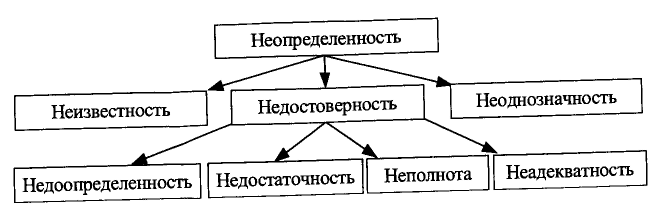 Неопределенность
Неизвестность
Недостоверность
Неоднозначность
Недоопределенность
Недостаточность
Неполнота
Неадекватность